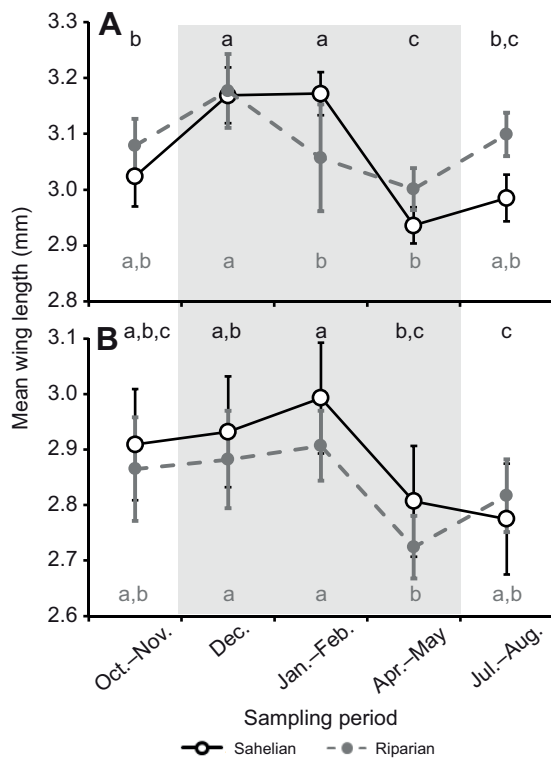 A
b a a c b,c
3.3
3.2
3.1
3.0
2.9
2.8
a,b a b b a,b
Mean wing length (mm)
B
a,b,c a,b a b,c c
3.1
3.0
2.9
2.8
2.7
2.6
a,b a a b a,b
Oct.–Nov. Dec. Jan.–Feb. Apr.–May Jul.–Aug.
Sampling period
Sahelian Riparian